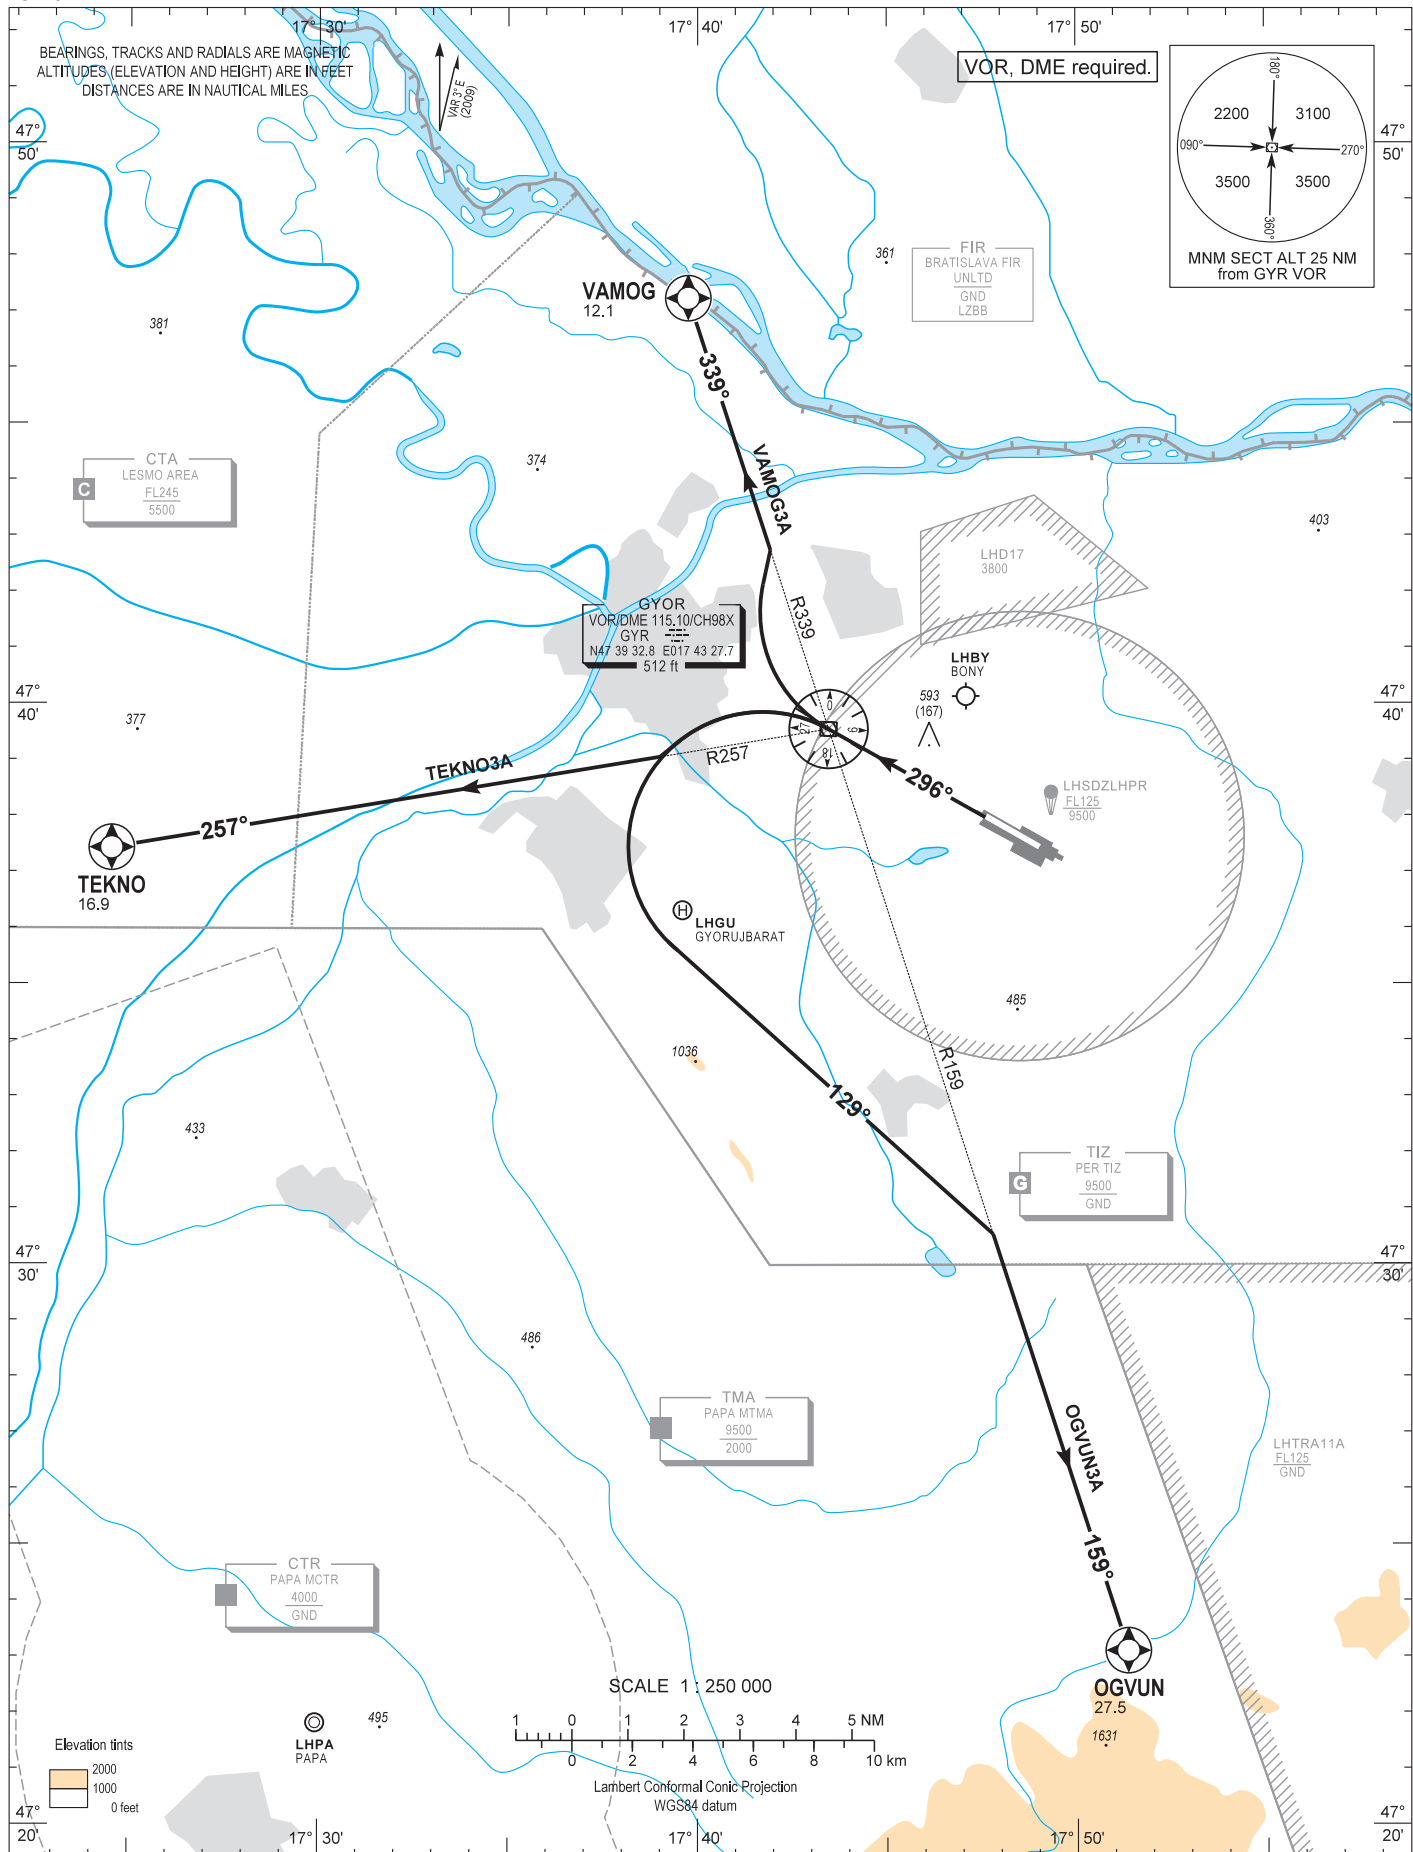 17° 30'
17° 40'
17° 50'
BEARINGS, TRACKS AND RADIALS ARE MAGNETIC
ALTITUDES (ELEVATION AND HEIGHT) ARE IN FEET
DISTANCES ARE IN NAUTICAL MILES
VAR 3° E
(2009)
VOR, DME required.
180°
2200
3100
090°
270°
3500
3500
360°
MNM SECT ALT 25 NM
from GYR VOR
47°
50'
47°
50'
FIR
BRATISLAVA FIR
UNLTD
GND
LZBB
361
VAMOG
12.1
381
339°
CTA
LESMO AREA
FL245
5500
C
374
VAMOG3A
403
LHD17
3800
R339
GYOR
VOR/DME 115.10/CH98X
GYR
N47 39 32.8 E017 43 27.7
512 ft
LHBY
BONY
593
(167)
47°
40'
47°
40'
377
0
9
18
27
R257
TEKNO3A
296°
LHSDZLHPR
FL125
9500
257°
TEKNO
16.9
LHGU
GYORUJBARAT
H
485
1036
R159
129°
433
TIZ
PER TIZ
9500
GND
G
47°
30'
47°
30'
486
TMA
PAPA MTMA
9500
2000
OGVUN3A
LHTRA11A
FL125
GND
159°
CTR
PAPA MCTR
4000
GND
OGVUN
27.5
1631
SCALE 1 : 250 000
1 0 1 2 3 4 5 NM
0 2 4 6 8 10 km
Lambert Conformal Conic Projection
WGS84 datum
495
LHPA
PAPA
Elevation tints
2000
1000
0 feet
47°
20'
47°
20'
17° 30'
17° 40'
17° 50'